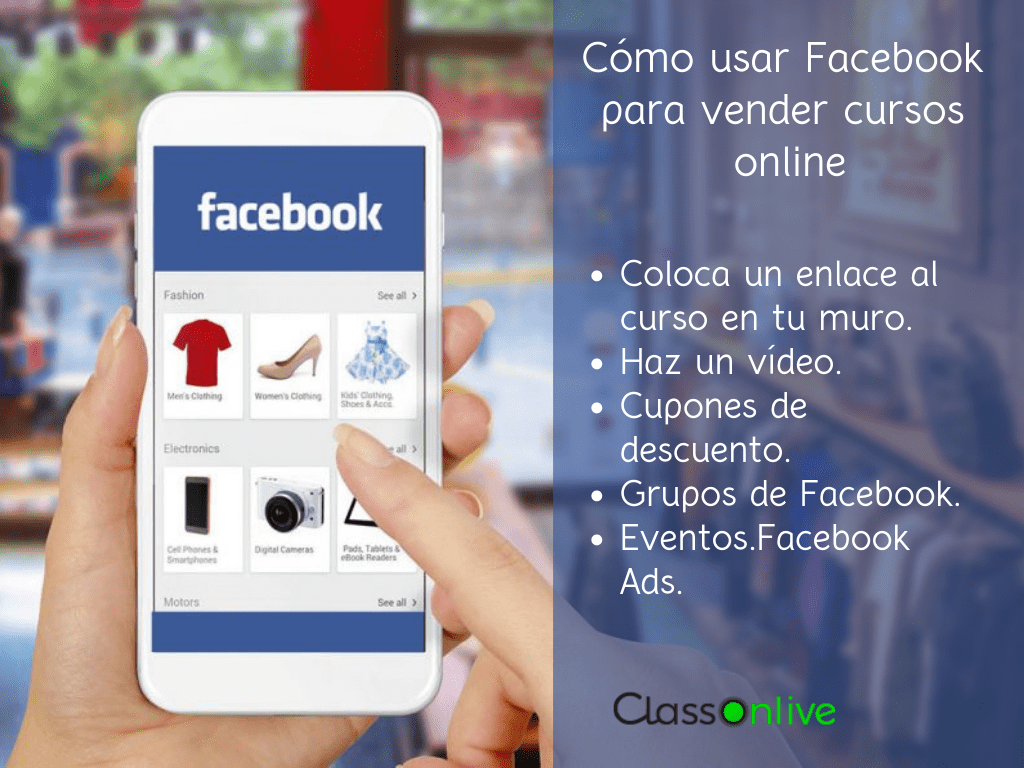 facebook
Fashion
See all >
Men's Clothing
Women's Clothing
Kids' Clothing,
Shoes & Accs.
Electronics
all >
Cell Phones &
Smartphones
Digital Cameras
Pads, Tablets &
eBook Readers
Motors
See all >
Cómo usar Facebook
para vender cursos
online
• Coloca un enlace al
curso en tu muro.
• Haz un vídeo.
• Cupones de
descuento.
• Grupos de Facebook.
• Eventos.Facebook
Ads.
ClassOnlive